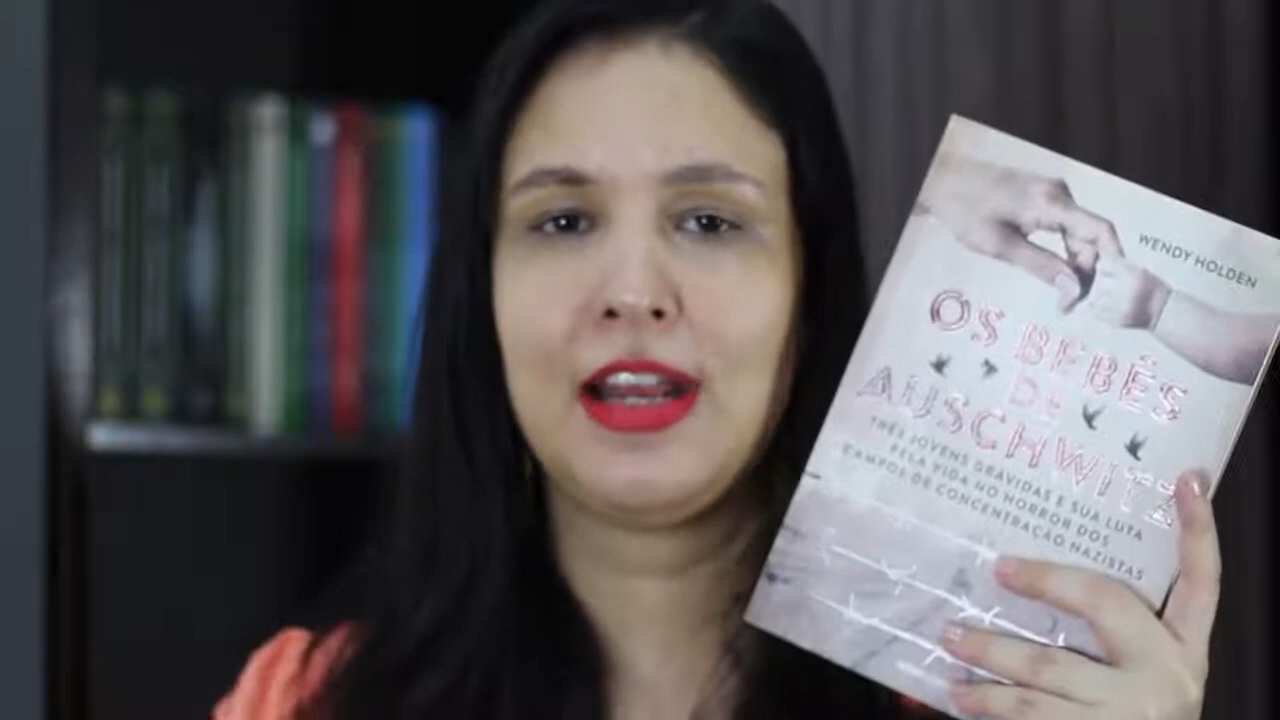 WENDY HOLDEN
OS BEBÊS
DE
AUSCHWITZ
TRÊS JOVENS GRÁVIDAS E SUA LUTA
PELA VIDA NO HORROR DOS
CAMPOS DE CONCENTRAÇÃO NAZISTAS